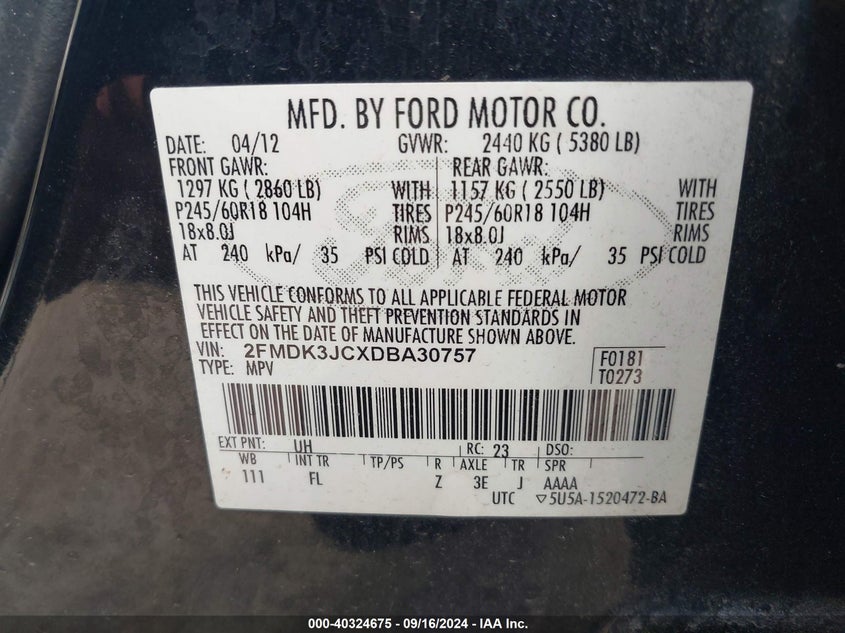 MFD. BY FORD MOTOR CO.
DATE: 04/12 GVWR: 2440 KG ( 5380 LB)
FRONT GAWR: REAR GAWR:
1297 KG ( 2860 LB) WITH 1157 KG ( 2550 LB) WITH
P245/60R18 104H TIRES P245/60R18 104H TIRES
18x8.0J RIMS 18x8.0J RIMS
AT 240 kPa/ 35 PSI COLD AT 240 kPa/ 35 PSI COLD
THIS VEHICLE CONFORMS TO ALL APPLICABLE FEDERAL MOTOR
VEHICLE SAFETY AND THEFT PREVENTION STANDARDS IN
EFFECT ON THE DATE OF MANUFACTURE SHOWN ABOVE.
VIN: 2FMDK3JCXDBA30757 F0181
TYPE: MPV T0273
EXT PNT: UH RC: 23 DSO:
WB INT TR TP/PS R AXLE TR SPR
111 FL Z 3E J AAAA
UTC ▽5U5A-1520472-BA
000-40324675 - 09/16/2024 - IAA Inc.